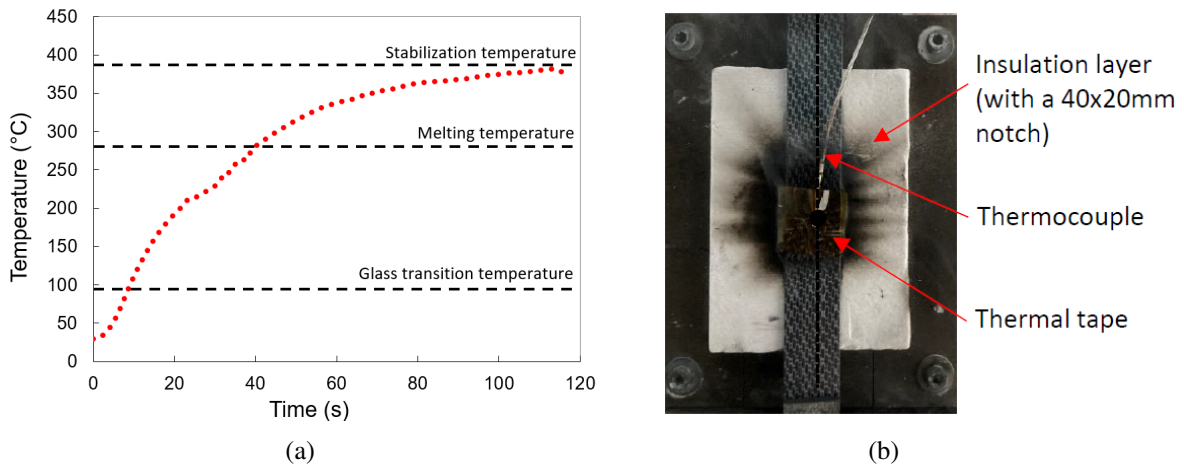 450
400
350
300
250
200
150
100
50
0
Temperature (°C)
Stabilization temperature
Melting temperature
Glass transition temperature
0 20 40 60 80 100 120
Time (s)
(a)
Insulation layer
(with a 40x20mm
notch)
Thermocouple
Thermal tape
(b)